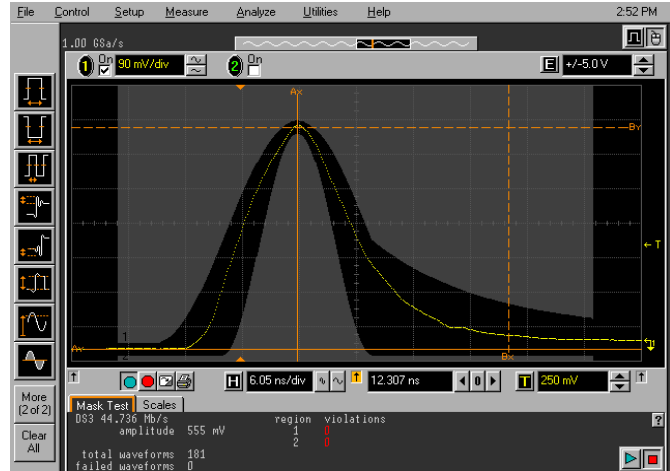 File Control Setup Measure Analyze Utilities Help 2:52 PM
1.00 GSa/s
1 On 90 mV/div 2 On E +/-5.0 V
Ax
By
T
1
2
Ax
Bx
1
More
(2 of 2)
Clear
All
H 6.05 ns/div 12.307 ns 0 T 250 mV
Mask Test Scales
?
DS3 44.736 Mb/s region violations
amplitude 555 mV 1 0
2 0
total waveforms 181
failed waveforms 0